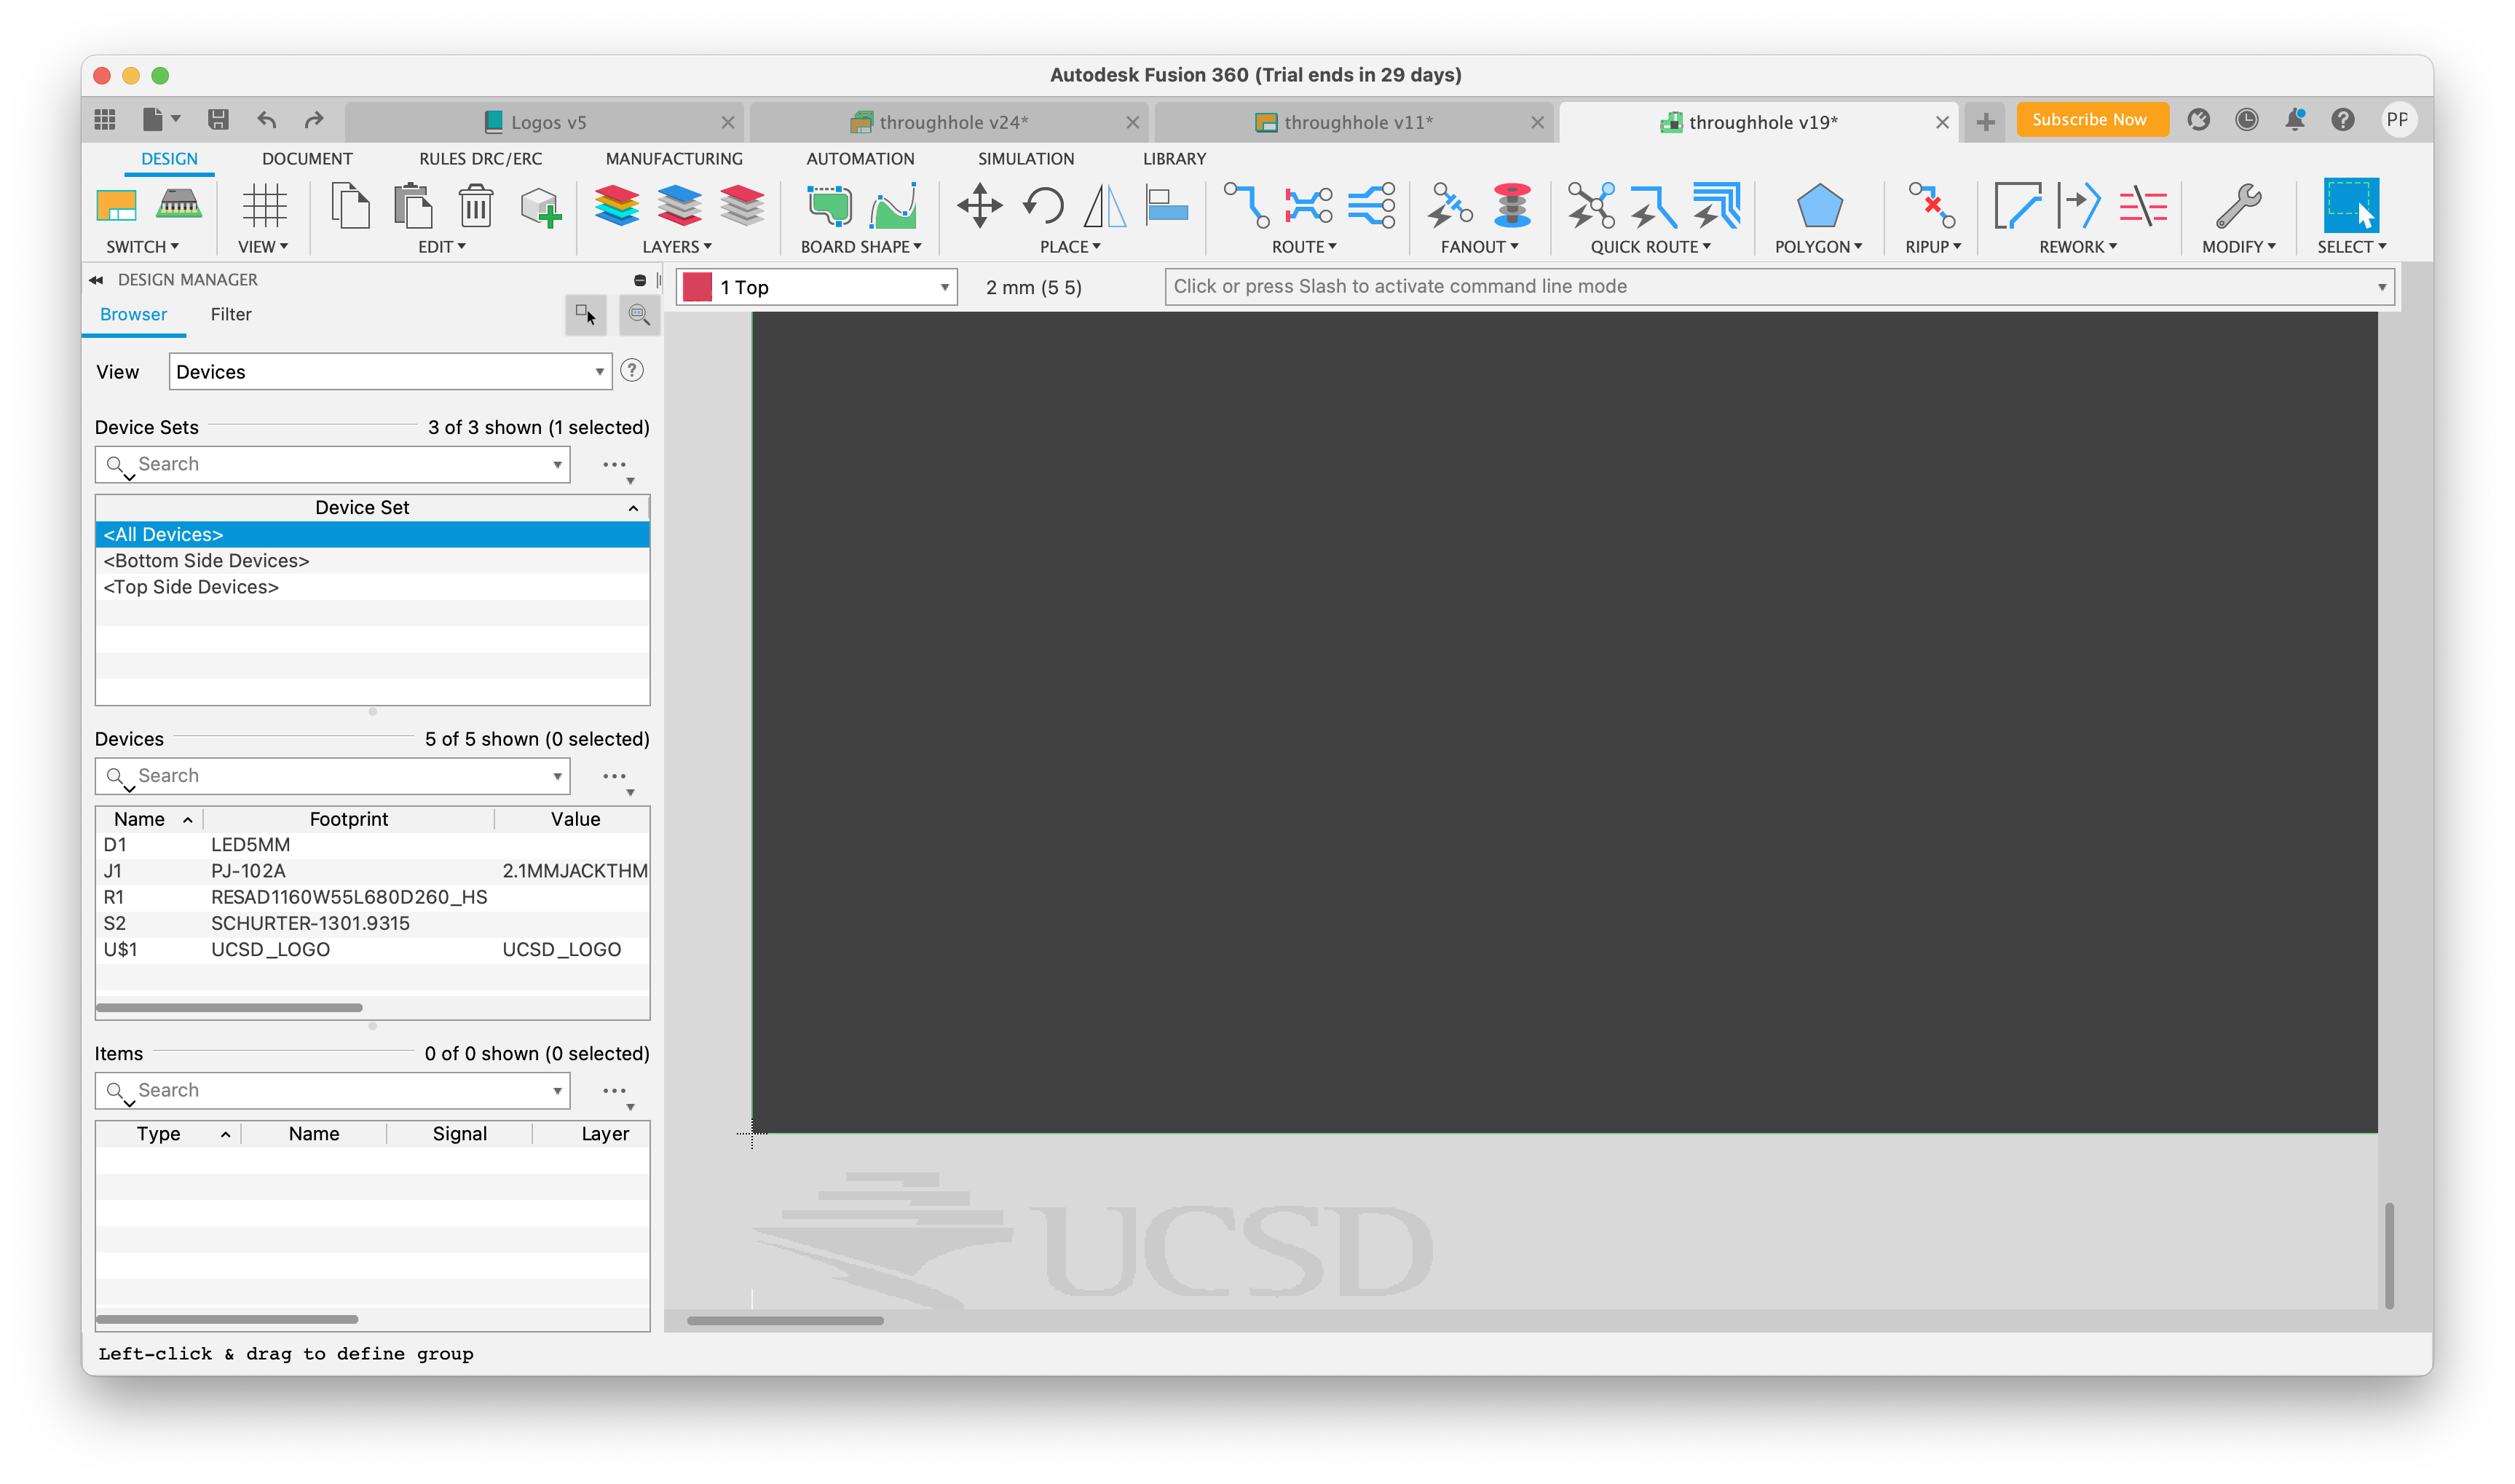 Autodesk Fusion 360 (Trial ends in 29 days)
Logos v5
throughhole v24*
throughhole v11*
throughhole v19*
Subscribe Now
PP
DESIGN
DOCUMENT
RULES DRC/ERC
MANUFACTURING
AUTOMATION
SIMULATION
LIBRARY
SWITCH
VIEW
EDIT
LAYERS
BOARD SHAPE
PLACE
ROUTE
FANOUT
QUICK ROUTE
POLYGON
RIPUP
REWORK
MODIFY
SELECT
DESIGN MANAGER
1 Top
2 mm (5 5)
Click or press Slash to activate command line mode
Browser
Filter
View
Devices
Device Sets
3 of 3 shown (1 selected)
Search
Device Set
<All Devices>
<Bottom Side Devices>
<Top Side Devices>
Devices
5 of 5 shown (0 selected)
Search
Name Footprint Value
D1 LED5MM
J1 PJ-102A 2.1MMJACKTHM
R1 RESAD1160W55L680D260_HS
S2 SCHURTER-1301.9315
U$1 UCSD_LOGO UCSD_LOGO
Items
0 of 0 shown (0 selected)
Search
Type Name Signal Layer
UCSD
Left-click & drag to define group